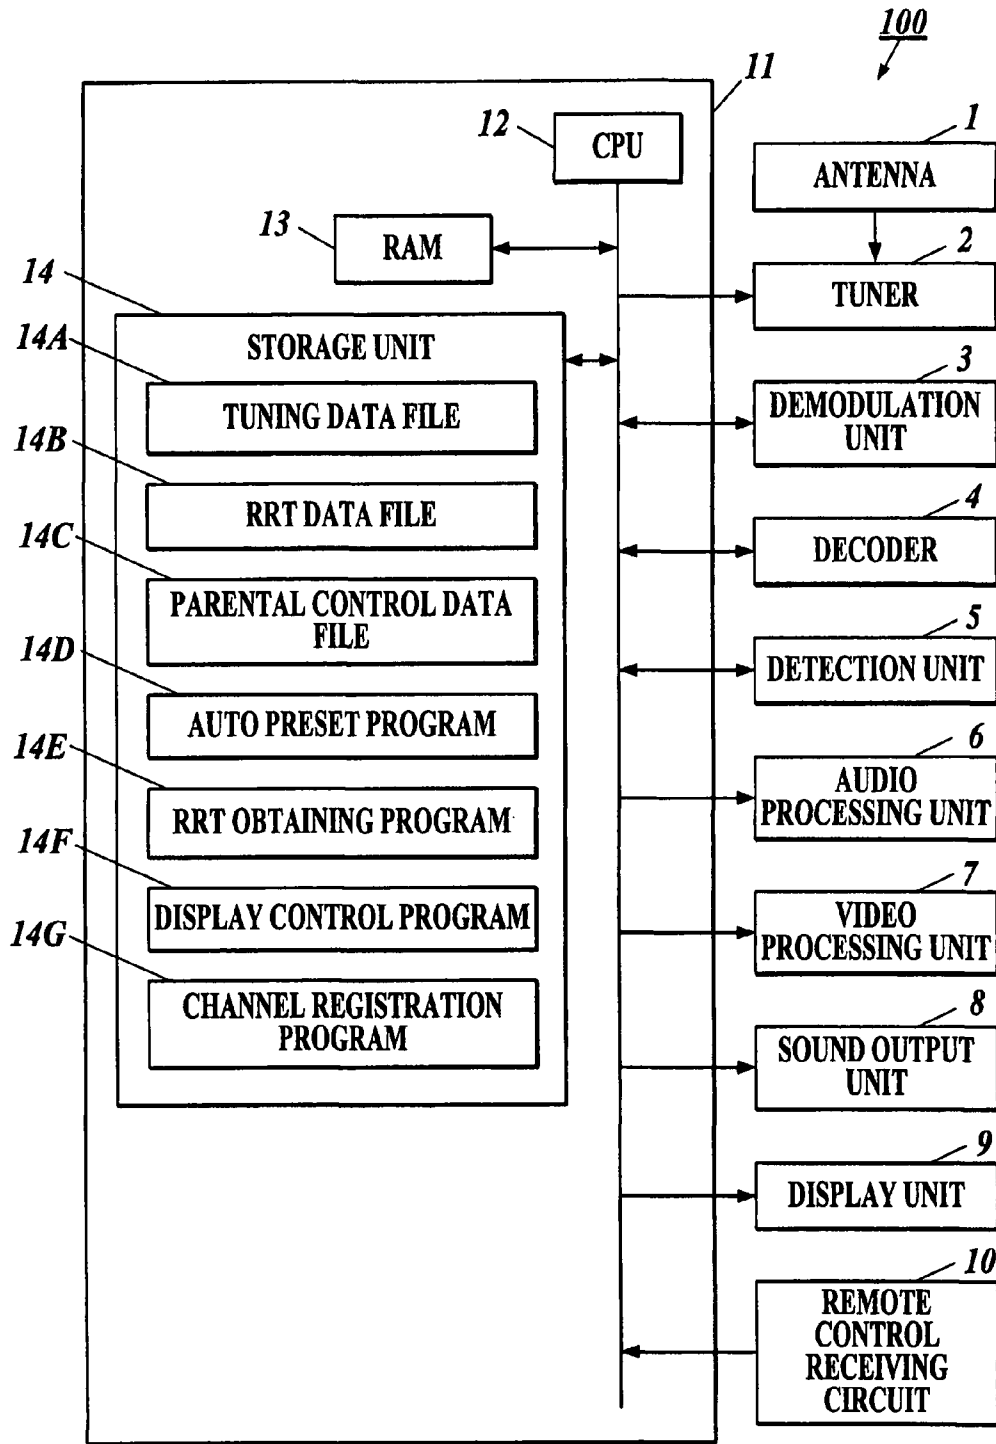 100
11
12
CPU
1
ANTENNA
13
RAM
2
TUNER
14
STORAGE UNIT
14A
TUNING DATA FILE
3
DEMODULATION
UNIT
14B
RRT DATA FILE
4
DECODER
14C
PARENTAL CONTROL DATA
FILE
5
DETECTION UNIT
14D
AUTO PRESET PROGRAM
6
AUDIO
PROCESSING UNIT
14E
RRT OBTAINING PROGRAM
14F
DISPLAY CONTROL PROGRAM
7
VIDEO
PROCESSING UNIT
14G
CHANNEL REGISTRATION
PROGRAM
8
SOUND OUTPUT
UNIT
9
DISPLAY UNIT
10
REMOTE
CONTROL
RECEIVING
CIRCUIT